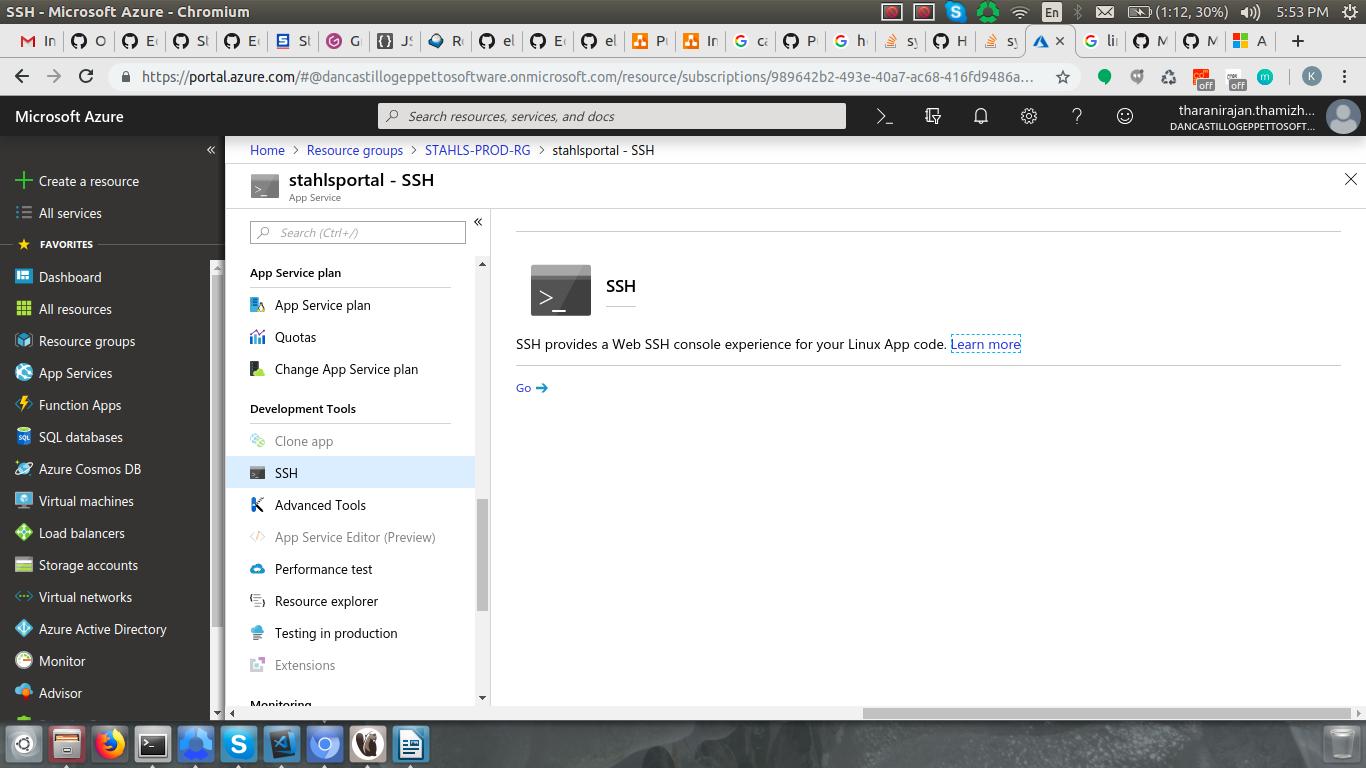 SSH - Microsoft Azure - Chromium
En
(1:12, 30%)
5:53 PM
In
O
Ec
St
Ec
St
G
JS
Re
el
Ec
el
Pu
In
ca
Pu
h
sy
H
sy
lin
M
M
A
https://portal.azure.com/#@dancastillogeppettosoftware.onmicrosoft.com/resource/subscriptions/989642b2-493e-40a7-ac68-416fd9486a...
off
off
m
K
Microsoft Azure
Search resources, services, and docs
tharanirajan.thamizh...
DANCASTILLOGEPPETTOSOFT...
Home > Resource groups > STAHLS-PROD-RG > stahlsportal - SSH
stahlsportal - SSH
App Service
Create a resource
All services
FAVORITES
Dashboard
All resources
Resource groups
App Services
Function Apps
SQL databases
Azure Cosmos DB
Virtual machines
Load balancers
Storage accounts
Virtual networks
Azure Active Directory
Monitor
Advisor
Search (Ctrl+/)
App Service plan
App Service plan
Quotas
Change App Service plan
Development Tools
Clone app
SSH
Advanced Tools
App Service Editor (Preview)
Performance test
Resource explorer
Testing in production
Extensions
Monitoring
SSH
SSH provides a Web SSH console experience for your Linux App code. Learn more
Go